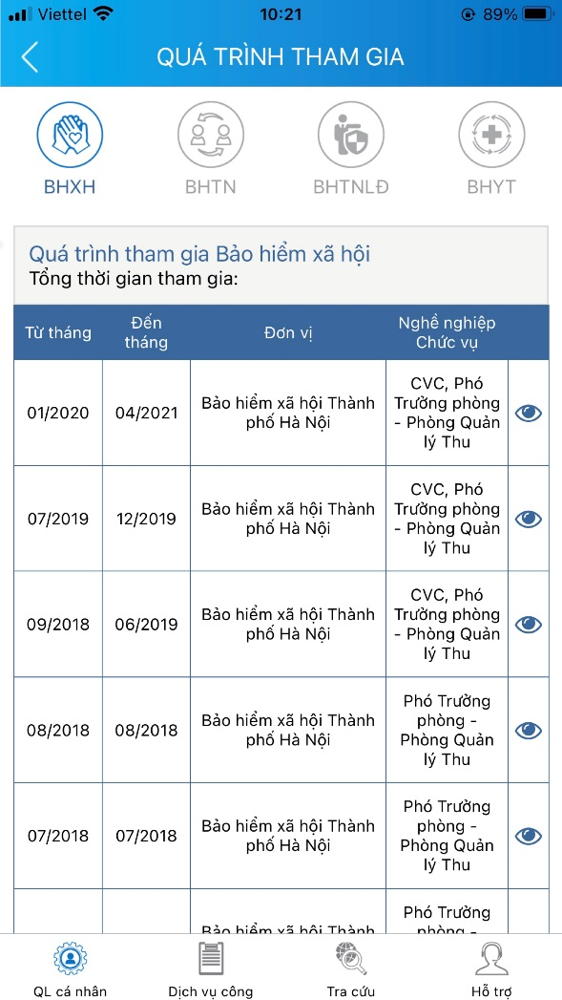 Viettel 10:21 89%
QUÁ TRÌNH THAM GIA
BHXH BHTN BHTNLĐ BHYT
Quá trình tham gia Bảo hiểm xã hội
Tổng thời gian tham gia:
Từ tháng
Đến
tháng
Đơn vị
Nghề nghiệp
Chức vụ
01/2020
04/2021
Bảo hiểm xã hội Thành
phố Hà Nội
CVC, Phó
Trưởng phòng
- Phòng Quản
lý Thu
07/2019
12/2019
Bảo hiểm xã hội Thành
phố Hà Nội
CVC, Phó
Trưởng phòng
- Phòng Quản
lý Thu
09/2018
06/2019
Bảo hiểm xã hội Thành
phố Hà Nội
CVC, Phó
Trưởng phòng
- Phòng Quản
lý Thu
08/2018
08/2018
Bảo hiểm xã hội Thành
phố Hà Nội
Phó Trưởng
phòng -
Phòng Quản
lý Thu
07/2018
07/2018
Bảo hiểm xã hội Thành
phố Hà Nội
Phó Trưởng
phòng -
Phòng Quản
lý Thu
Bảo hiểm xã hội Thành
Phó Trưởng
phòng -
QL cá nhân Dịch vụ công Tra cứu Hỗ trợ